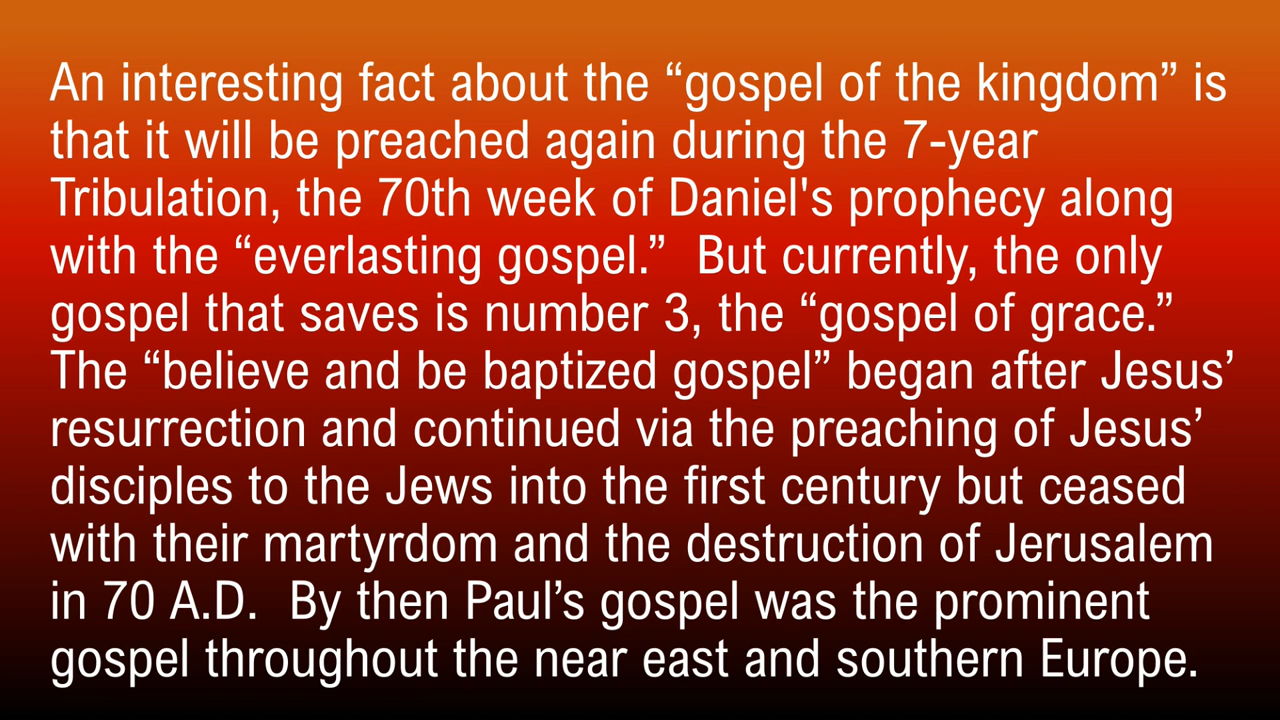 An interesting fact about the “gospel of the kingdom” is
that it will be preached again during the 7-year
Tribulation, the 70th week of Daniel's prophecy along
with the “everlasting gospel.”  But currently, the only
gospel that saves is number 3, the “gospel of grace.”
The “believe and be baptized gospel” began after Jesus’
resurrection and continued via the preaching of Jesus’
disciples to the Jews into the first century but ceased
with their martyrdom and the destruction of Jerusalem
in 70 A.D.  By then Paul’s gospel was the prominent
gospel throughout the near east and southern Europe.